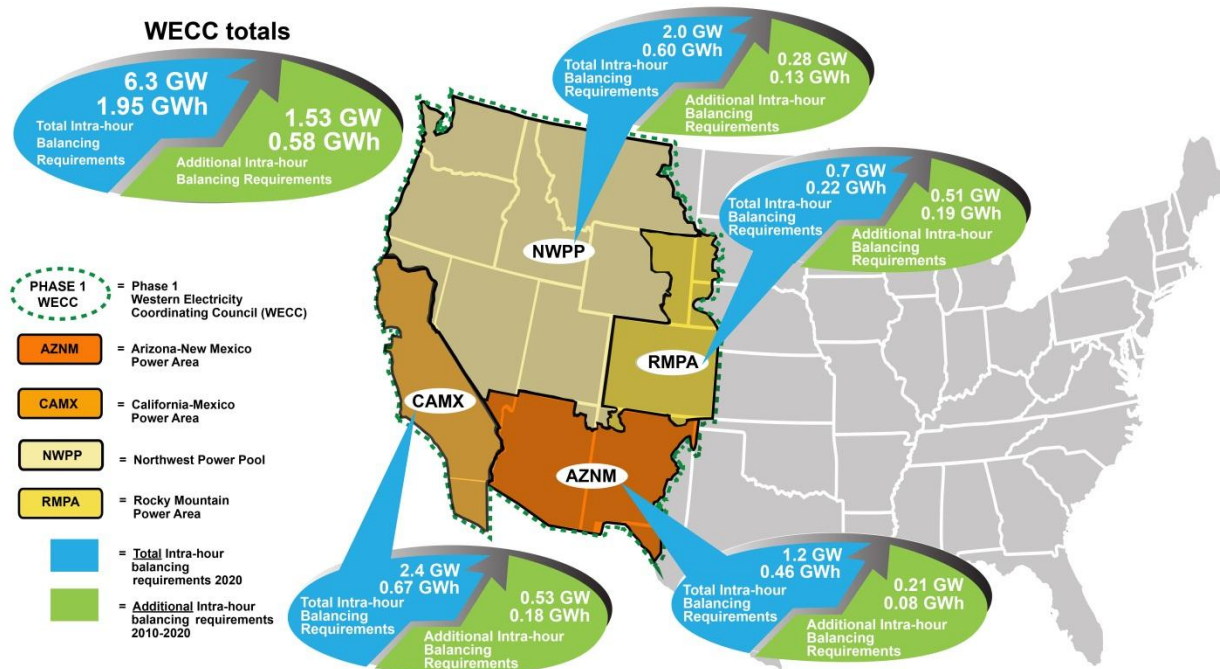 WECC totals
6.3 GW
1.95 GWh
Total Intra-hour
Balancing
Requirements
1.53 GW
0.58 GWh
Additional Intra-hour
Balancing Requirements
2.0 GW
0.60 GWh
Total Intra-hour
Balancing
Requirements
0.28 GW
0.13 GWh
Additional Intra-hour
Balancing
Requirements
0.7 GW
0.22 GWh
Total Intra-hour
Balancing
Requirements
0.51 GW
0.19 GWh
Additional Intra-hour
Balancing
Requirements
NWPP
RMPA
CAMX
AZNM
PHASE 1
WECC
= Phase 1
Western Electricity
Coordinating Council (WECC)
AZNM
= Arizona-New Mexico
Power Area
CAMX
= California-Mexico
Power Area
NWPP
= Northwest Power Pool
RMPA
= Rocky Mountain
Power Area
= Total Intra-hour
balancing
requirements 2020
= Additional Intra-hour
balancing requirements
2010-2020
2.4 GW
0.67 GWh
Total Intra-hour
Balancing
Requirements
0.53 GW
0.18 GWh
Additional Intra-hour
Balancing
Requirements
1.2 GW
0.46 GWh
Total Intra-hour
Balancing
Requirements
0.21 GW
0.08 GWh
Additional Intra-hour
Balancing
Requirements